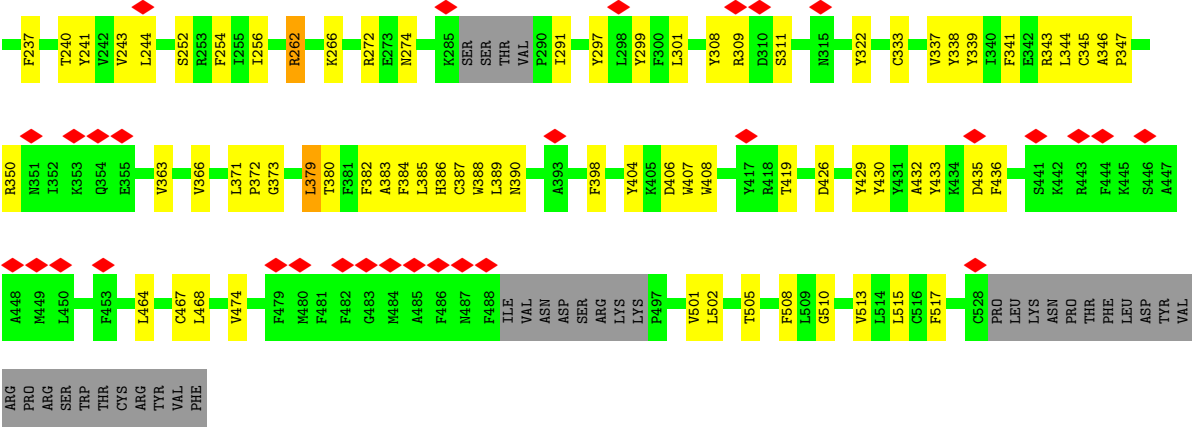 F237 T240 Y241 V242 V243 L244 S252 R253 F254 I255 I256 R262 K266 R272 E273 N274 K285 SER SER THR VAL P290 I291 Y297 L298 Y299 F300 L301 Y308 R309 D310 S311 N315 Y322 C333 V337 Y338 Y339 I340 F341 E342 R343 L344 C345 A346 P347
R350 N351 I352 K353 Q354 E355 V363 V366 L371 P372 G373 L379 T380 F381 F382 A383 F384 L385 H386 C387 W388 L389 N390 A393 F398 Y404 K405 D406 W407 W408 Y417 R418 T419 D426 Y429 Y430 Y431 A432 Y433 K434 D435 F436 S441 K442 R443 F444 K445 S446 A447
A448 M449 L450 F453 L464 C467 L468 V474 F479 M480 F481 F482 G483 M484 A485 F486 N487 F488 ILE VAL ASN ASP SER ARG LYS LYS P497 V501 L502 T505 F508 L509 G510 V513 L514 L515 C516 F517 C528 PRO LEU LYS ASN PRO THR PHE LEU ASP TYR VAL
ARG PRO ARG SER TRP THR CYS ARG TYR VAL PHE